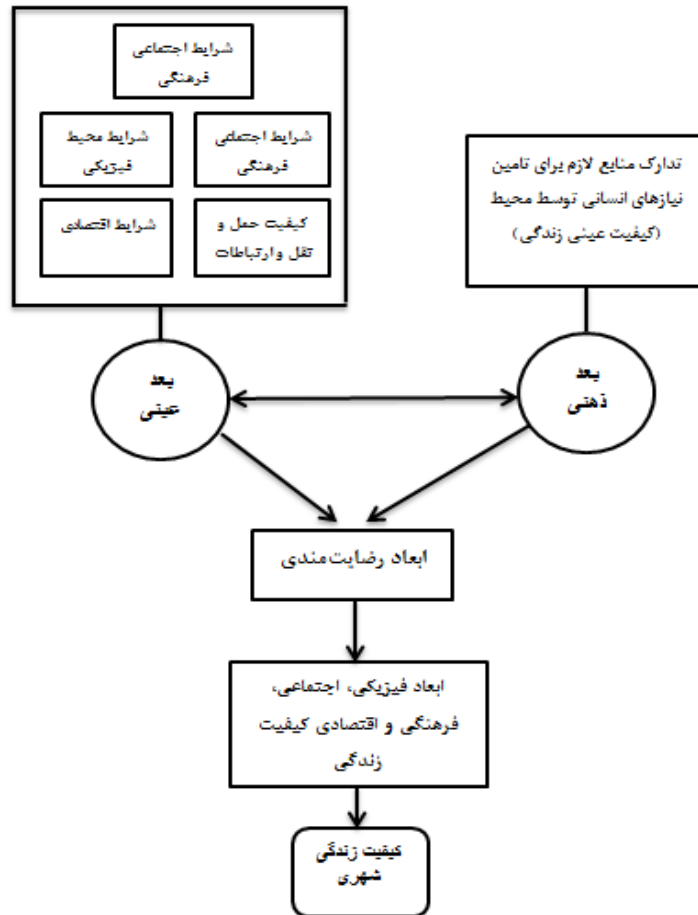 شرایط اجتماعی
فرهنگی
شرایط اجتماعی
فرهنگی
شرایط محیط
فیزیکی
کیفیت حمل و
تقل و ارتباطات
شرایط اقتصادی
تدارک منابع لازم برای تامین
نیازهای انسانی توسط محیط
(کیفیت عینی زندگی)
بعد
ذهنی
بعد
عینی
ابعاد رضایت‌مندی
ابعاد فیزیکی، اجتماعی،
فرهنگی و اقتصادی کیفیت
زندگی
کیفیت زندگی
شهری